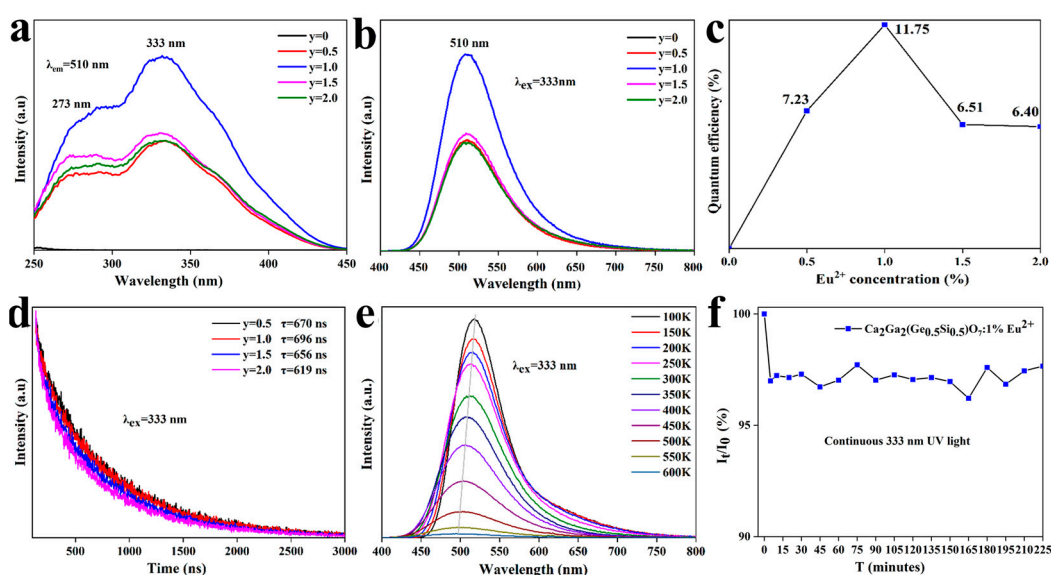 a
λem=510 nm
333 nm
273 nm
y=0
y=0.5
y=1.0
y=1.5
y=2.0
Intensity (a.u)
250 300 350 400 450
Wavelength (nm)
b
510 nm
λex=333nm
y=0
y=0.5
y=1.0
y=1.5
y=2.0
Intensity (a.u)
400 450 500 550 600 650 700 750 800
Wavelength (nm)
c
11.75
7.23
6.51
6.40
Quantum efficiency (%)
0.0 0.5 1.0 1.5 2.0
Eu2+ concentration (%)
d
y=0.5 τ=670 ns
y=1.0 τ=696 ns
y=1.5 τ=656 ns
y=2.0 τ=619 ns
λex=333 nm
Intensity (a.u.)
500 1000 1500 2000 2500 3000
Time (ns)
e
λex=333 nm
100K
150K
200K
250K
300K
350K
400K
450K
500K
550K
600K
Intensity (a.u.)
400 450 500 550 600 650 700 750 800
Wavelength (nm)
f
Ca2Ga2(Ge0.5Si0.5)O7:1% Eu2+
100
95
90
It/I0 (%)
Continuous 333 nm UV light
0 15 30 45 60 75 90 105 120 135 150 165 180 195 210 225
T (minutes)